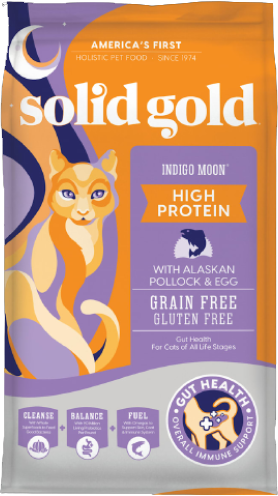 AMERICA'S FIRST
HOLISTIC PET FOOD · SINCE 1974
solid gold
INDIGO MOON™
HIGH
PROTEIN
WITH ALASKAN
POLLOCK & EGG
GRAIN FREE
GLUTEN FREE
Gut Health
For Cats of All Life Stages
CLEANSE + BALANCE + FUEL
GUT HEALTH
• OVERALL IMMUNE SUPPORT •